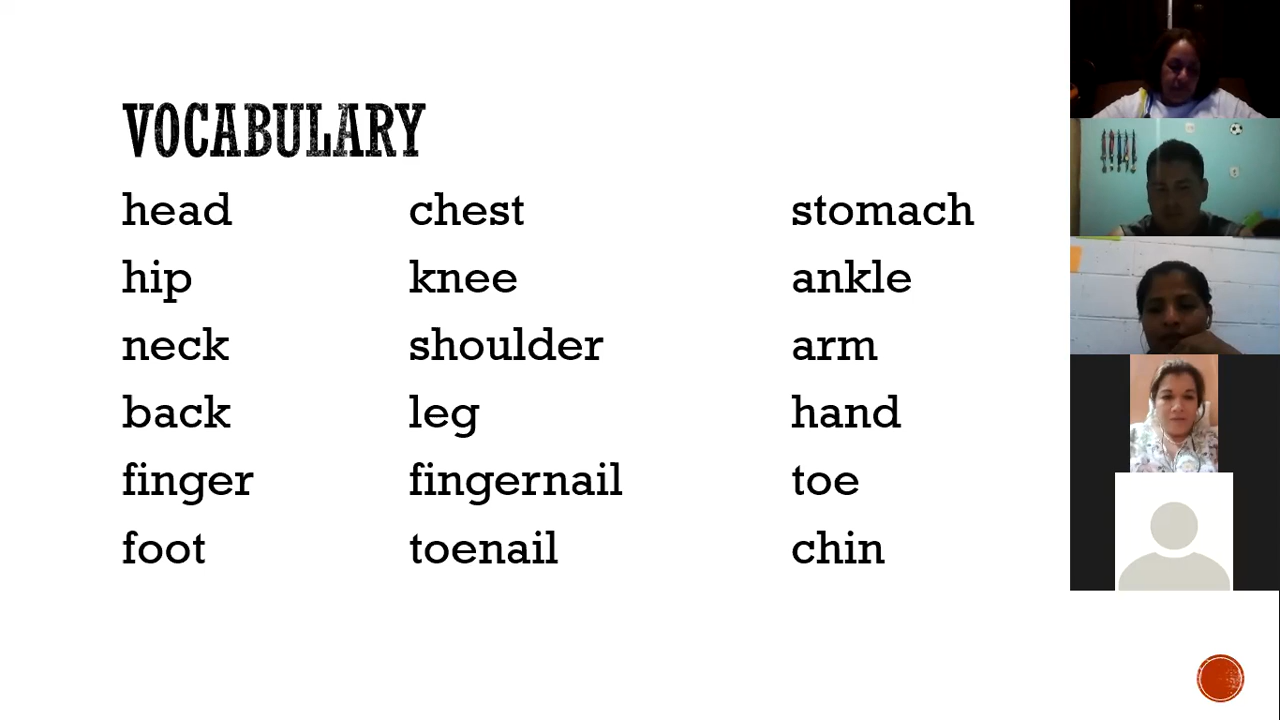 VOCABULARY
head chest stomach
hip knee ankle
neck shoulder arm
back leg hand
finger fingernail toe
foot toenail chin